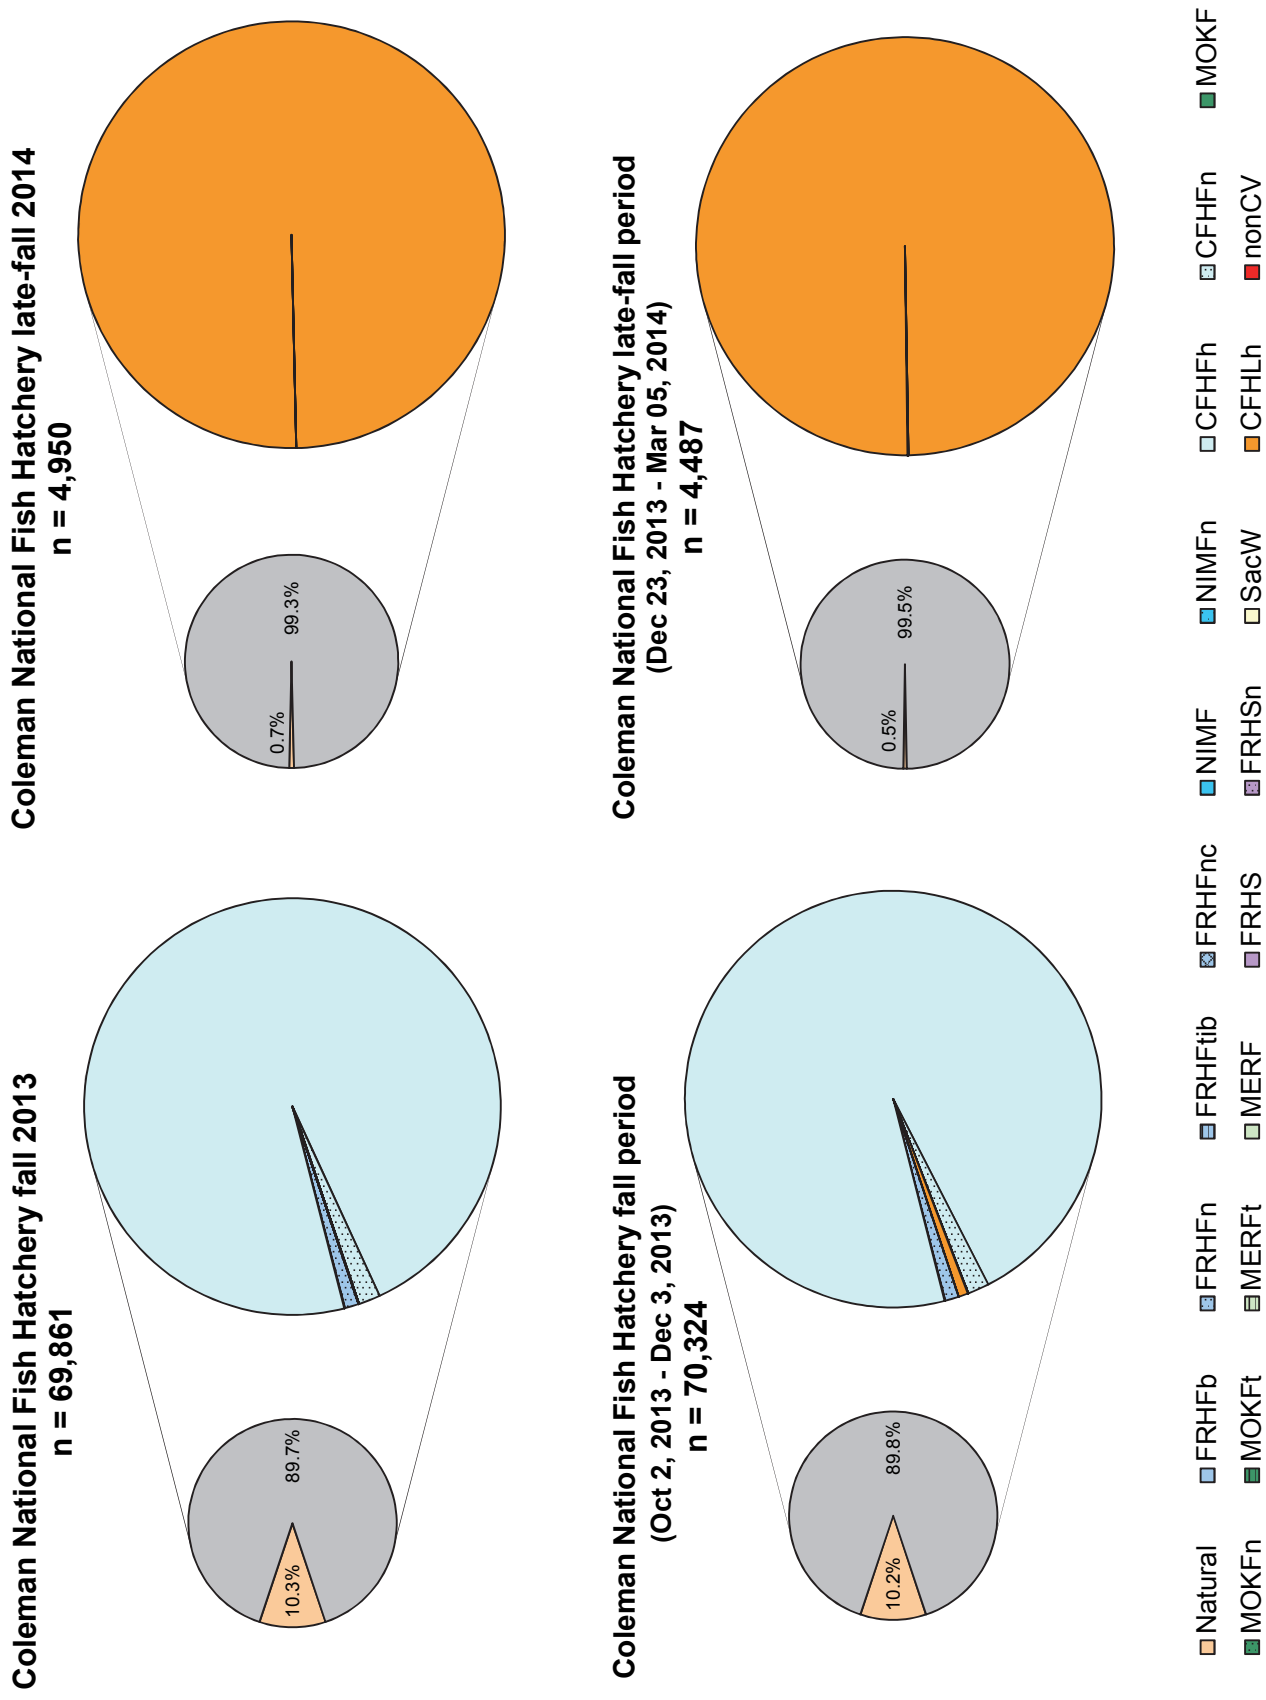 Coleman National Fish Hatchery fall 2013
n = 69,861
10.3%
89.7%
Coleman National Fish Hatchery late-fall 2014
n = 4,950
0.7%
99.3%
Coleman National Fish Hatchery fall period
(Oct 2, 2013 - Dec 3, 2013)
n = 70,324
10.2%
89.8%
Coleman National Fish Hatchery late-fall period
(Dec 23, 2013 - Mar 05, 2014)
n = 4,487
0.5%
99.5%
Natural FRHFb FRHFn FRHFtib FRHFnc NIMF NIMFn CFHFh CFHFn MOKF
MOKFn MOKFt MERFt MERF FRHS FRHSn SacW CFHLh nonCV